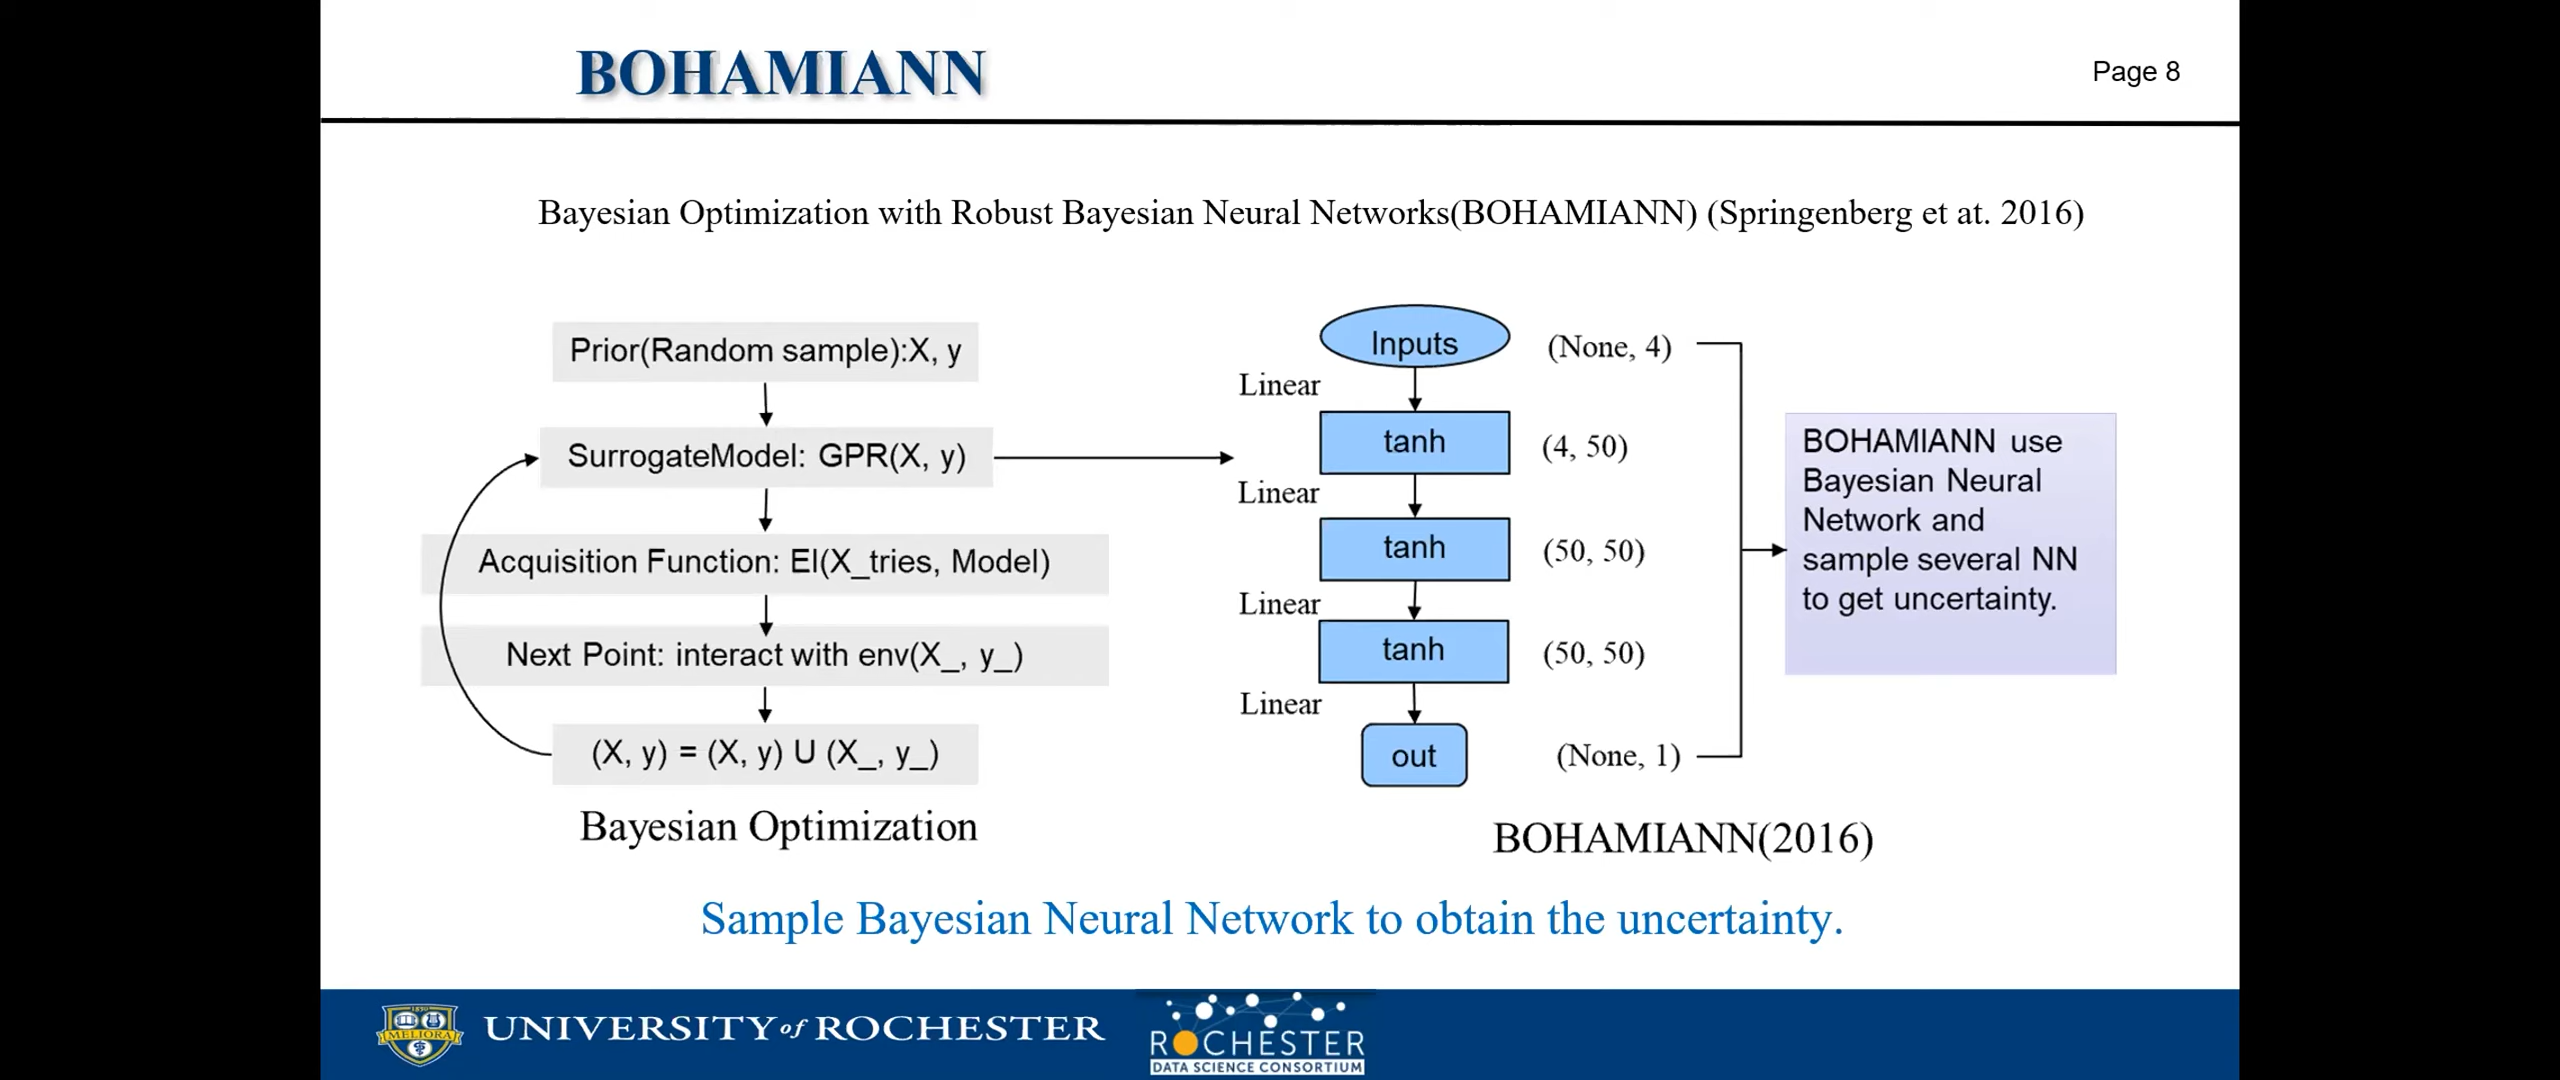 BOHAMIANN
Page 8
Bayesian Optimization with Robust Bayesian Neural Networks(BOHAMIANN) (Springenberg et at. 2016)
Prior(Random sample):X, y
SurrogateModel: GPR(X, y)
Acquisition Function: EI(X_tries, Model)
Next Point: interact with env(X_, y_)
(X, y) = (X, y) U (X_, y_)
Bayesian Optimization
Inputs
(None, 4)
Linear
tanh
(4, 50)
Linear
tanh
(50, 50)
Linear
tanh
(50, 50)
Linear
out
(None, 1)
BOHAMIANN use
Bayesian Neural
Network and
sample several NN
to get uncertainty.
BOHAMIANN(2016)
Sample Bayesian Neural Network to obtain the uncertainty.
MELIORA
UNIVERSITY of ROCHESTER
ROCHESTER
DATA SCIENCE CONSORTIUM